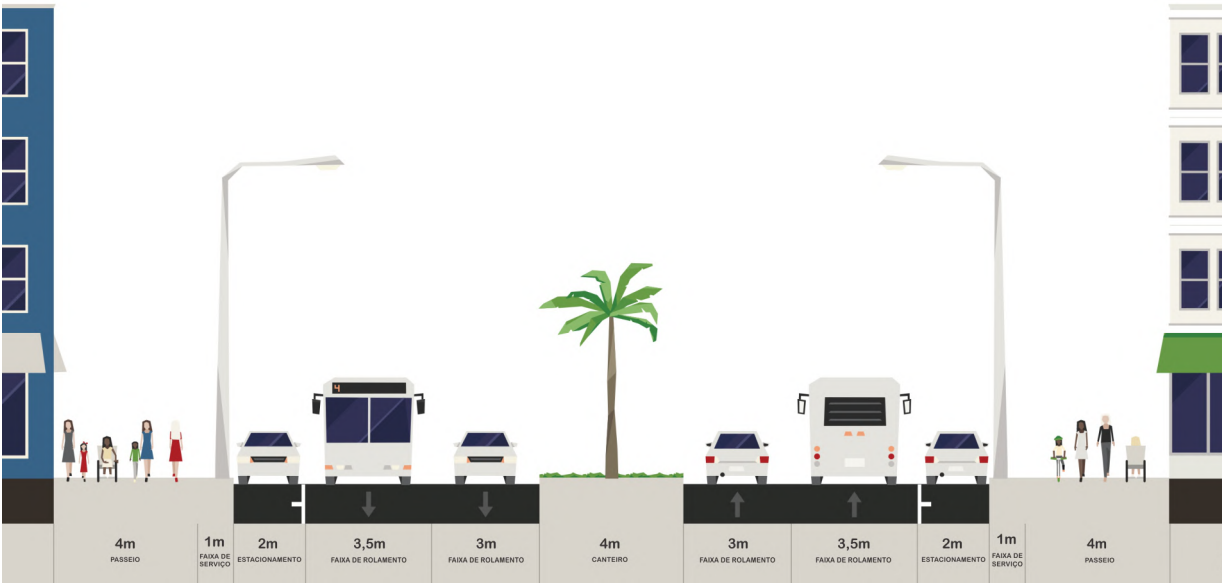 4
4m
PASSEIO
1m
FAIXA DE
SERVIÇO
2m
ESTACIONAMENTO
3,5m
FAIXA DE ROLAMENTO
3m
FAIXA DE ROLAMENTO
4m
CANTEIRO
3m
FAIXA DE ROLAMENTO
3,5m
FAIXA DE ROLAMENTO
2m
ESTACIONAMENTO
1m
FAIXA DE
SERVIÇO
4m
PASSEIO